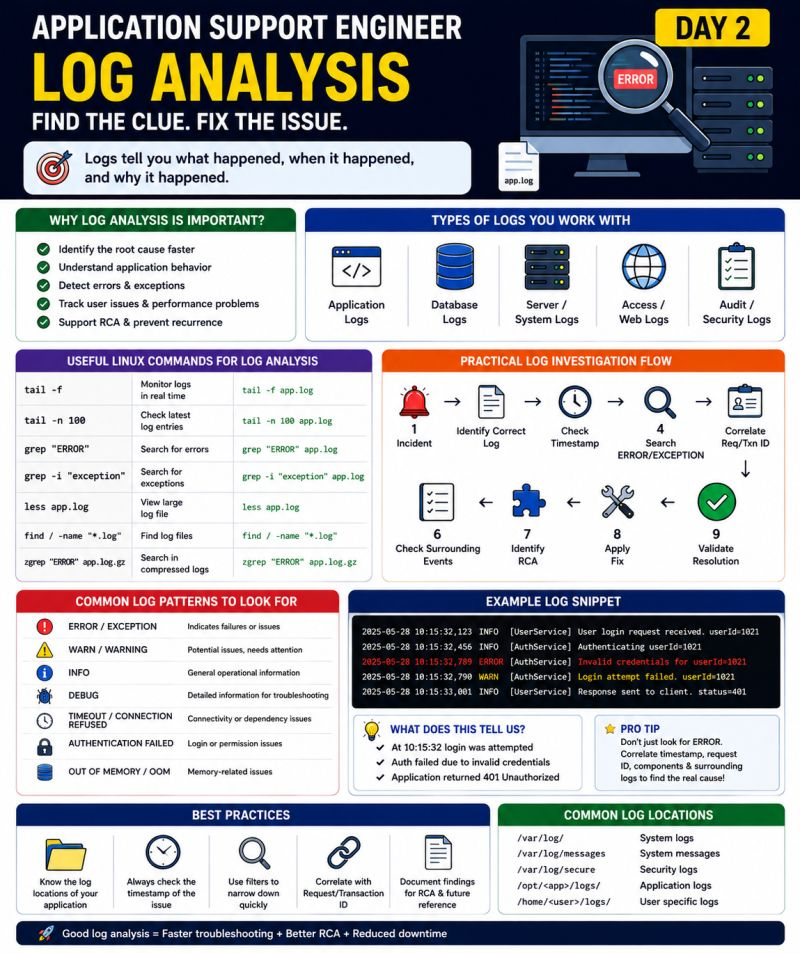 APPLICATION SUPPORT ENGINEER
DAY 2
LOG ANALYSIS
FIND THE CLUE. FIX THE ISSUE.
ERROR
Logs tell you what happened, when it happened,
and why it happened.
app.log
WHY LOG ANALYSIS IS IMPORTANT?
Identify the root cause faster
Understand application behavior
Detect errors & exceptions
Track user issues & performance problems
Support RCA & prevent recurrence
TYPES OF LOGS YOU WORK WITH
Application
Logs
Database
Logs
Server /
System Logs
Access /
Web Logs
Audit /
Security Logs
USEFUL LINUX COMMANDS FOR LOG ANALYSIS
tail -f
Monitor logs
in real time
tail -f app.log
tail -n 100
Check latest
log entries
tail -n 100 app.log
grep "ERROR"
Search for errors
grep "ERROR" app.log
grep -i "exception"
Search for
exceptions
grep -i "exception" app.log
less app.log
View large
log file
less app.log
find / -name "*.log"
Find log files
find / -name "*.log"
zgrep "ERROR" app.log.gz
Search in
compressed logs
zgrep "ERROR" app.log.gz
PRACTICAL LOG INVESTIGATION FLOW
1
Incident
Identify Correct
Log
Check
Timestamp
4
Search
ERROR/EXCEPTION
Correlate
Req/Txn ID
6
Check Surrounding
Events
7
Identify
RCA
8
Apply
Fix
9
Validate
Resolution
COMMON LOG PATTERNS TO LOOK FOR
ERROR / EXCEPTION
Indicates failures or issues
WARN / WARNING
Potential issues, needs attention
INFO
General operational information
DEBUG
Detailed information for troubleshooting
TIMEOUT / CONNECTION
REFUSED
Connectivity or dependency issues
AUTHENTICATION FAILED
Login or permission issues
OUT OF MEMORY / OOM
Memory-related issues
EXAMPLE LOG SNIPPET
2025-05-28 10:15:32,123 INFO [UserService] User login request received. userId=1021
2025-05-28 10:15:32,456 INFO [AuthService] Authenticating userId=1021
2025-05-28 10:15:32,789 ERROR [AuthService] Invalid credentials for userId=1021
2025-05-28 10:15:32,790 WARN [AuthService] Login attempt failed. userId=1021
2025-05-28 10:15:33,001 INFO [UserService] Response sent to client. status=401
WHAT DOES THIS TELL US?
At 10:15:32 login was attempted
Auth failed due to invalid credentials
Application returned 401 Unauthorized
PRO TIP
Don't just look for ERROR.
Correlate timestamp, request
ID, components & surrounding
logs to find the real cause!
BEST PRACTICES
Know the log
locations of your
application
Always check the
timestamp of the
issue
Use filters to
narrow down
quickly
Correlate with
Request/Transaction
ID
Document findings
for RCA & future
reference
COMMON LOG LOCATIONS
/var/log/ System logs
/var/log/messages System messages
/var/log/secure Security logs
/opt/<app>/logs/ Application logs
/home/<user>/logs/ User specific logs
Good log analysis = Faster troubleshooting + Better RCA + Reduced downtime